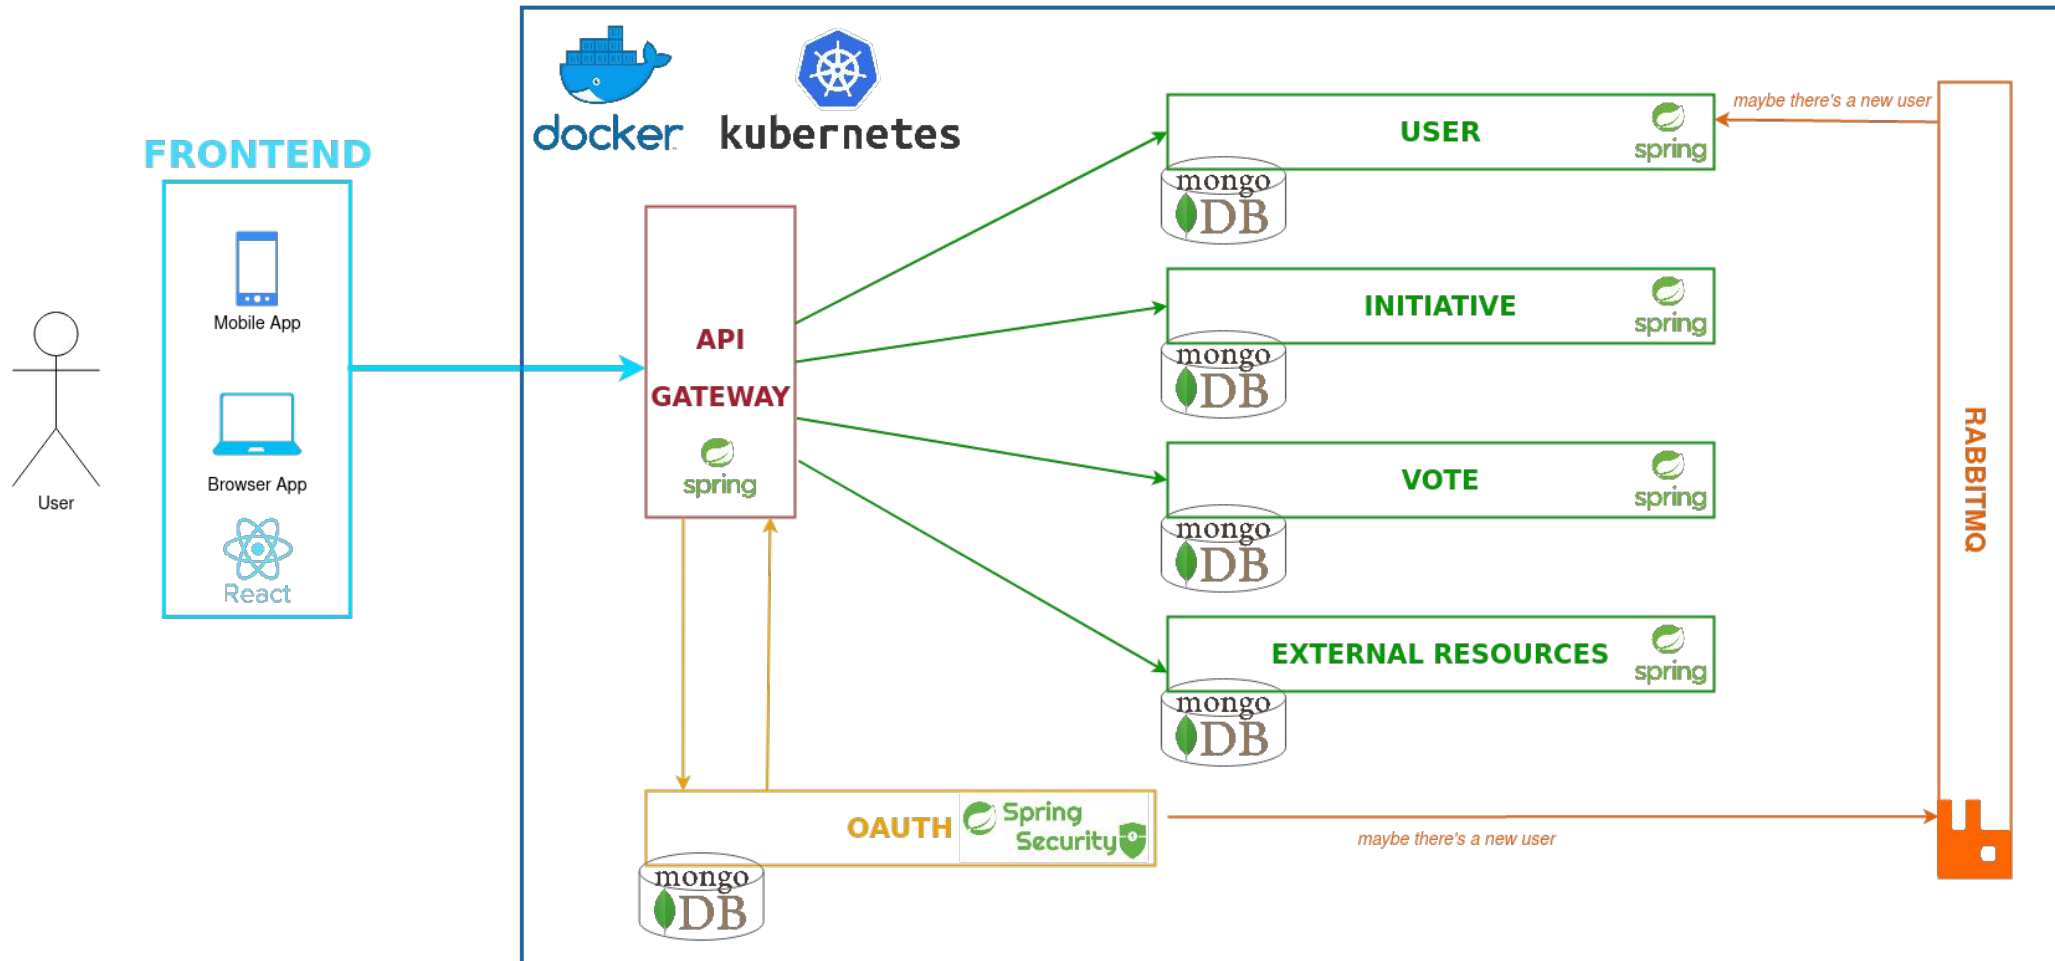 docker
kubernetes
FRONTEND
Mobile App
Browser App
React
User
API
GATEWAY
spring
USER
spring
mongo
DB
INITIATIVE
spring
mongo
DB
VOTE
spring
mongo
DB
EXTERNAL RESOURCES
spring
mongo
DB
OAUTH
Spring
Security
mongo
DB
maybe there's a new user
maybe there's a new user
RABBITMQ